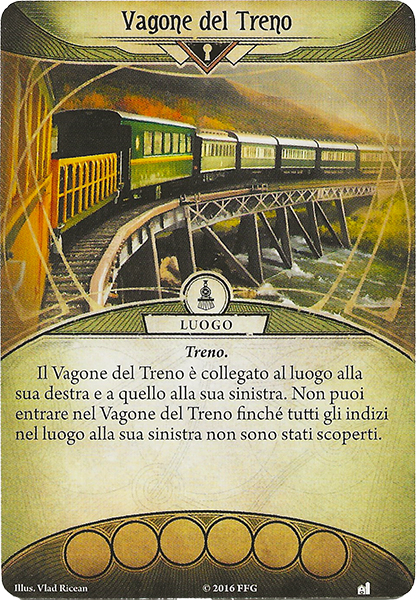 Vagone del Treno
LUOGO
Treno.
Il Vagone del Treno è collegato al luogo alla
sua destra e a quello alla sua sinistra. Non puoi
entrare nel Vagone del Treno finché tutti gli indizi
nel luogo alla sua sinistra non sono stati scoperti.
Illus. Vlad Ricean
© 2016 FFG